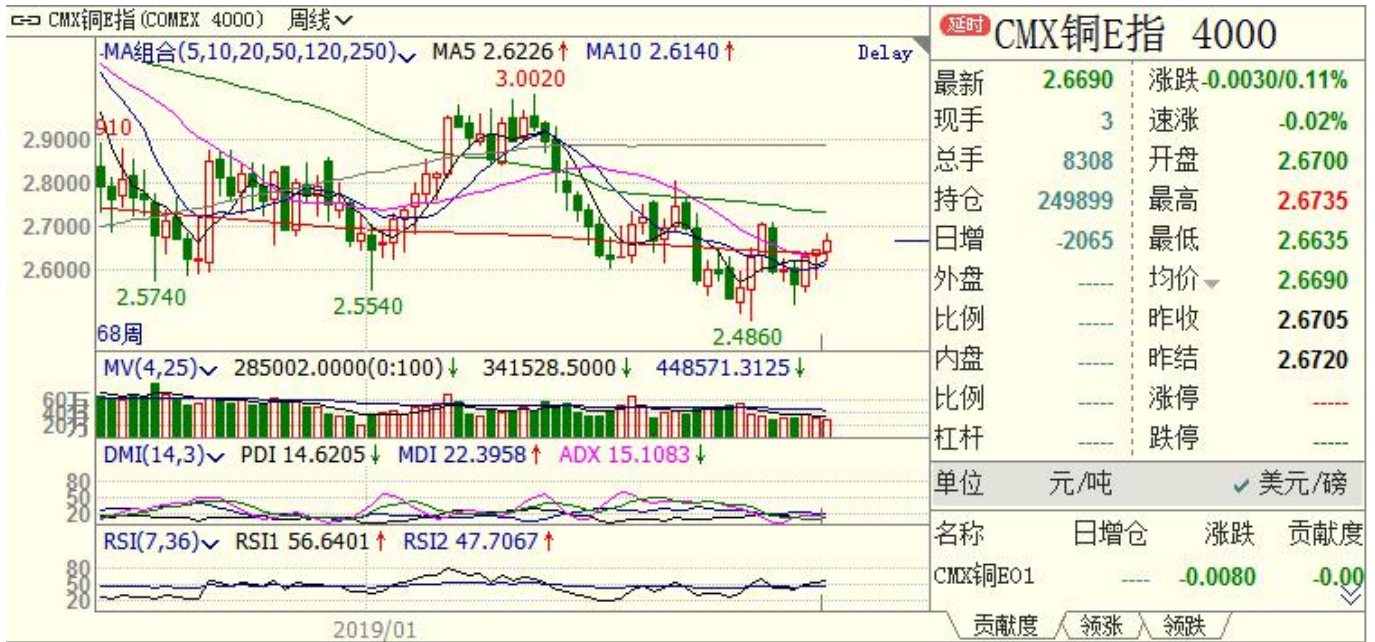 CMX铜E指(COMEX 4000) 周线
MA组合(5,10,20,50,120,250) MA5 2.6226↑ MA10 2.6140↑ Delay
3.0020
910
2.9000
2.8000
2.7000
2.6000
2.5740
2.5540
2.4860
68周
MV(4,25) 285002.0000(0:100)↓ 341528.5000↓ 448571.3125↓
60万
40万
20万
DMI(14,3) PDI 14.6205↓ MDI 22.3958↑ ADX 15.1083↓
80
50
20
RSI(7,36) RSI1 56.6401↑ RSI2 47.7067↑
80
50
20
2019/01
延时 CMX铜E指 4000
最新 2.6690 涨跌 -0.0030/0.11%
现手 3 速涨 -0.02%
总手 8308 开盘 2.6700
持仓 249899 最高 2.6735
日增 -2065 最低 2.6635
外盘 ----- 均价 2.6690
比例 ----- 昨收 2.6705
内盘 ----- 昨结 2.6720
比例 ----- 涨停 -----
杠杆 ----- 跌停 -----
单位 元/吨 ✓ 美元/磅
名称 日增仓 涨跌 贡献度
CMX铜E01 ---- -0.0080 -0.00
贡献度 领涨 领跌